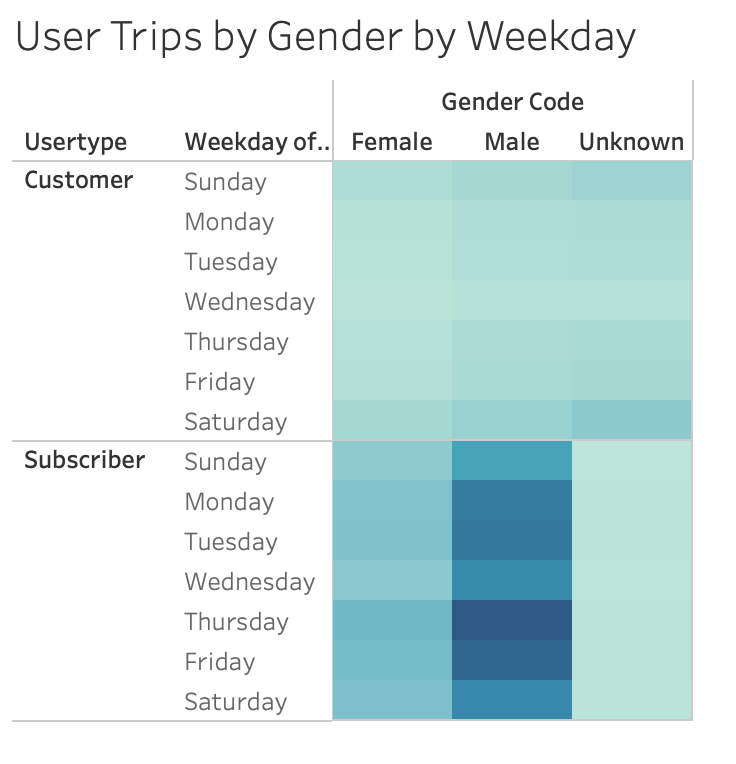 User Trips by Gender by Weekday
Gender Code
Usertype Weekday of.. Female Male Unknown
Customer Sunday
Monday
Tuesday
Wednesday
Thursday
Friday
Saturday
Subscriber Sunday
Monday
Tuesday
Wednesday
Thursday
Friday
Saturday